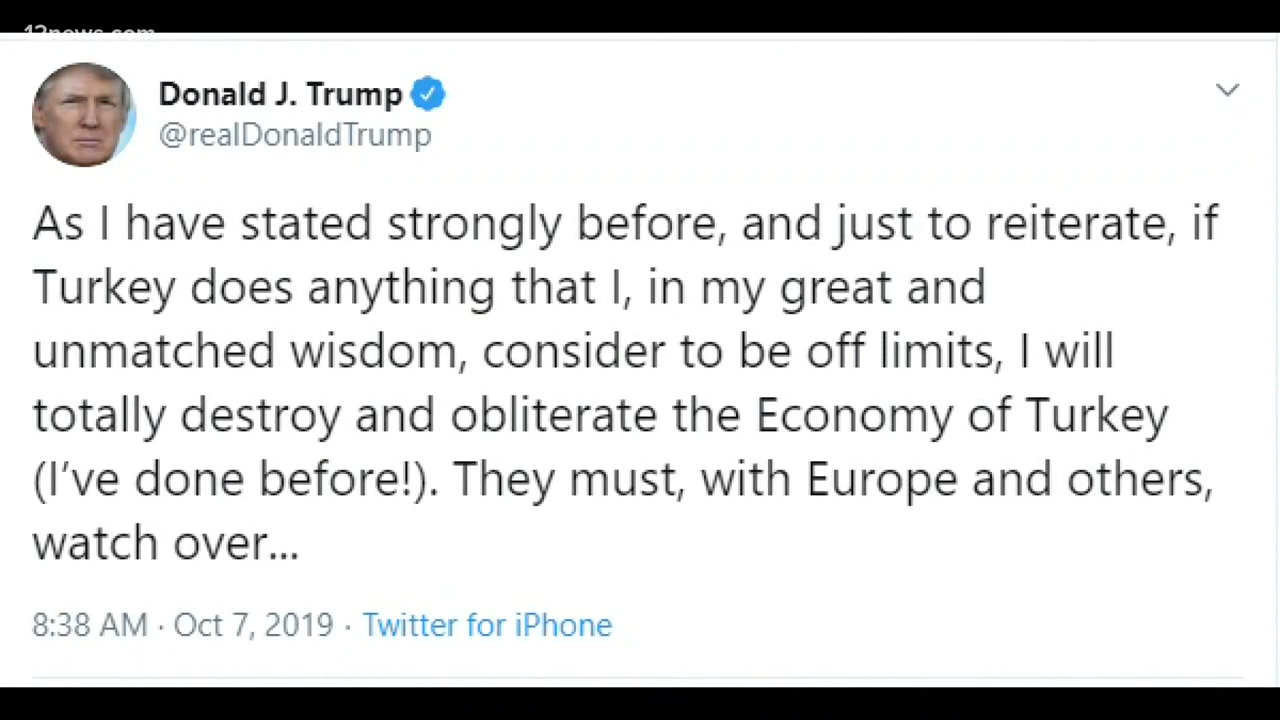 12news.com
Donald J. Trump
@realDonaldTrump
As I have stated strongly before, and just to reiterate, if
Turkey does anything that I, in my great and
unmatched wisdom, consider to be off limits, I will
totally destroy and obliterate the Economy of Turkey
(I’ve done before!). They must, with Europe and others,
watch over...
8:38 AM · Oct 7, 2019 · Twitter for iPhone